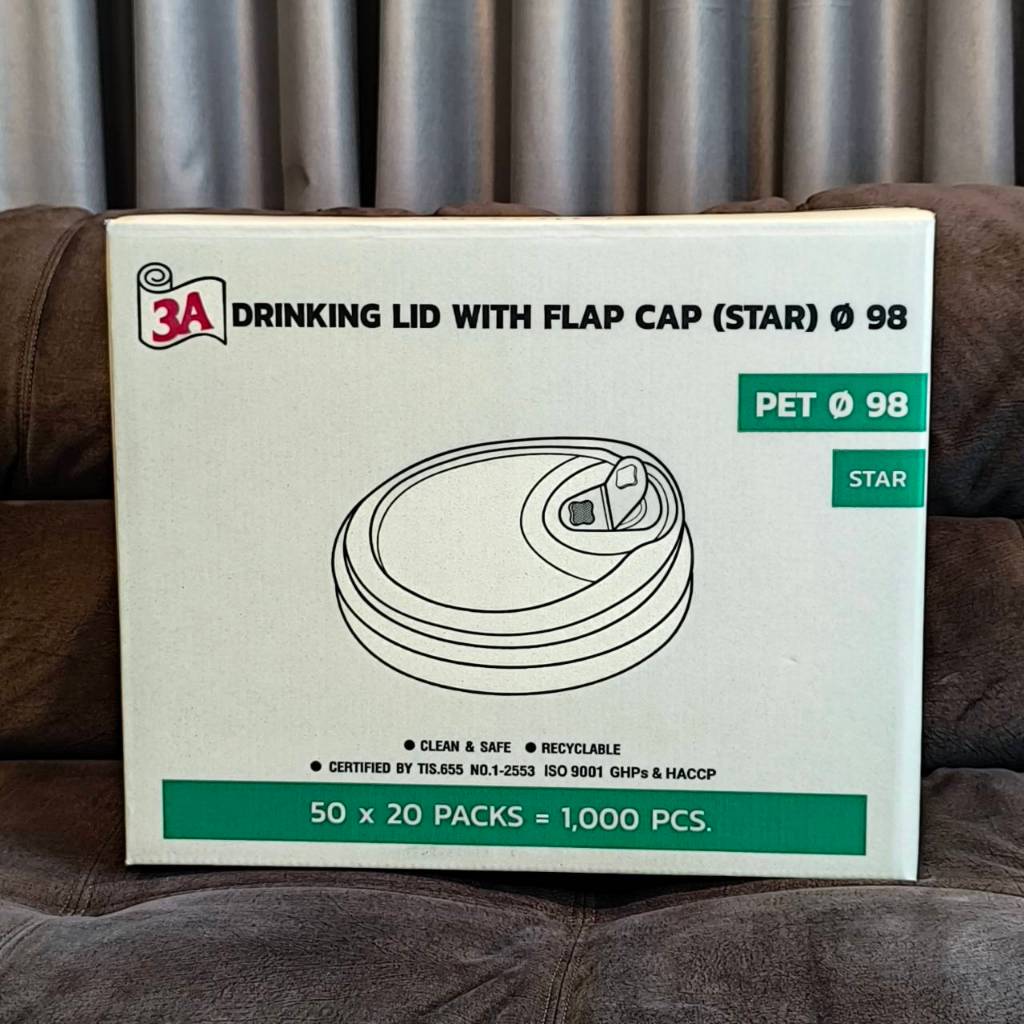 3A DRINKING LID WITH FLAP CAP (STAR) Ø 98
PET Ø 98
STAR
● CLEAN & SAFE ● RECYCLABLE
● CERTIFIED BY TIS.655 NO.1-2553 ISO 9001 GHPs & HACCP
50 x 20 PACKS = 1,000 PCS.